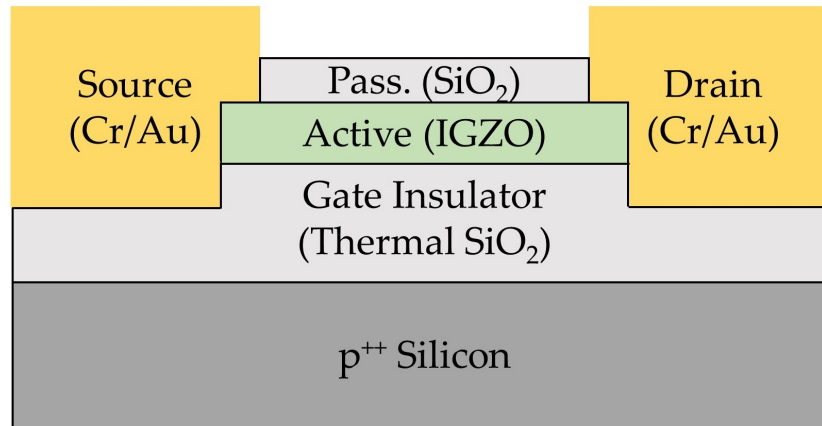 Pass. (SiO₂)
Source
(Cr/Au)
Drain
(Cr/Au)
Active (IGZO)
Gate Insulator
(Thermal SiO₂)
p⁺⁺ Silicon